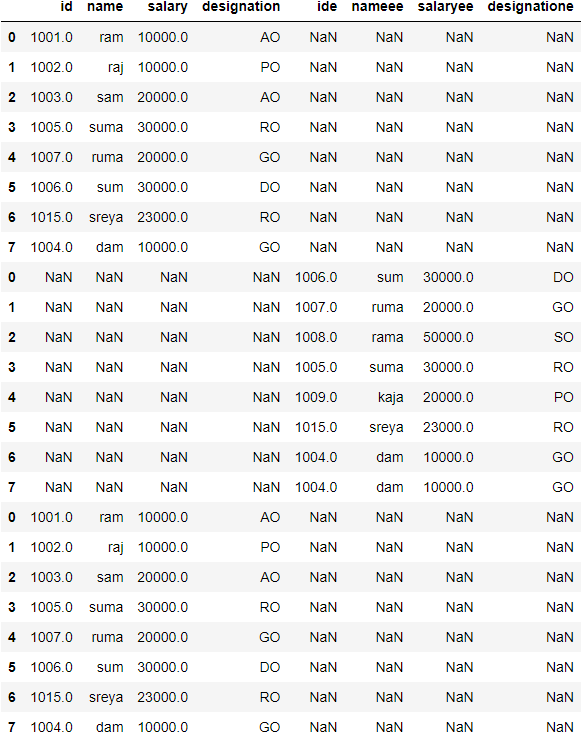 id name salary designation ide nameee salaryee designatione
0 1001.0 ram 10000.0 AO NaN NaN NaN NaN
1 1002.0 raj 10000.0 PO NaN NaN NaN NaN
2 1003.0 sam 20000.0 AO NaN NaN NaN NaN
3 1005.0 suma 30000.0 RO NaN NaN NaN NaN
4 1007.0 ruma 20000.0 GO NaN NaN NaN NaN
5 1006.0 sum 30000.0 DO NaN NaN NaN NaN
6 1015.0 sreya 23000.0 RO NaN NaN NaN NaN
7 1004.0 dam 10000.0 GO NaN NaN NaN NaN
0 NaN NaN NaN NaN 1006.0 sum 30000.0 DO
1 NaN NaN NaN NaN 1007.0 ruma 20000.0 GO
2 NaN NaN NaN NaN 1008.0 rama 50000.0 SO
3 NaN NaN NaN NaN 1005.0 suma 30000.0 RO
4 NaN NaN NaN NaN 1009.0 kaja 20000.0 PO
5 NaN NaN NaN NaN 1015.0 sreya 23000.0 RO
6 NaN NaN NaN NaN 1004.0 dam 10000.0 GO
7 NaN NaN NaN NaN 1004.0 dam 10000.0 GO
0 1001.0 ram 10000.0 AO NaN NaN NaN NaN
1 1002.0 raj 10000.0 PO NaN NaN NaN NaN
2 1003.0 sam 20000.0 AO NaN NaN NaN NaN
3 1005.0 suma 30000.0 RO NaN NaN NaN NaN
4 1007.0 ruma 20000.0 GO NaN NaN NaN NaN
5 1006.0 sum 30000.0 DO NaN NaN NaN NaN
6 1015.0 sreya 23000.0 RO NaN NaN NaN NaN
7 1004.0 dam 10000.0 GO NaN NaN NaN NaN